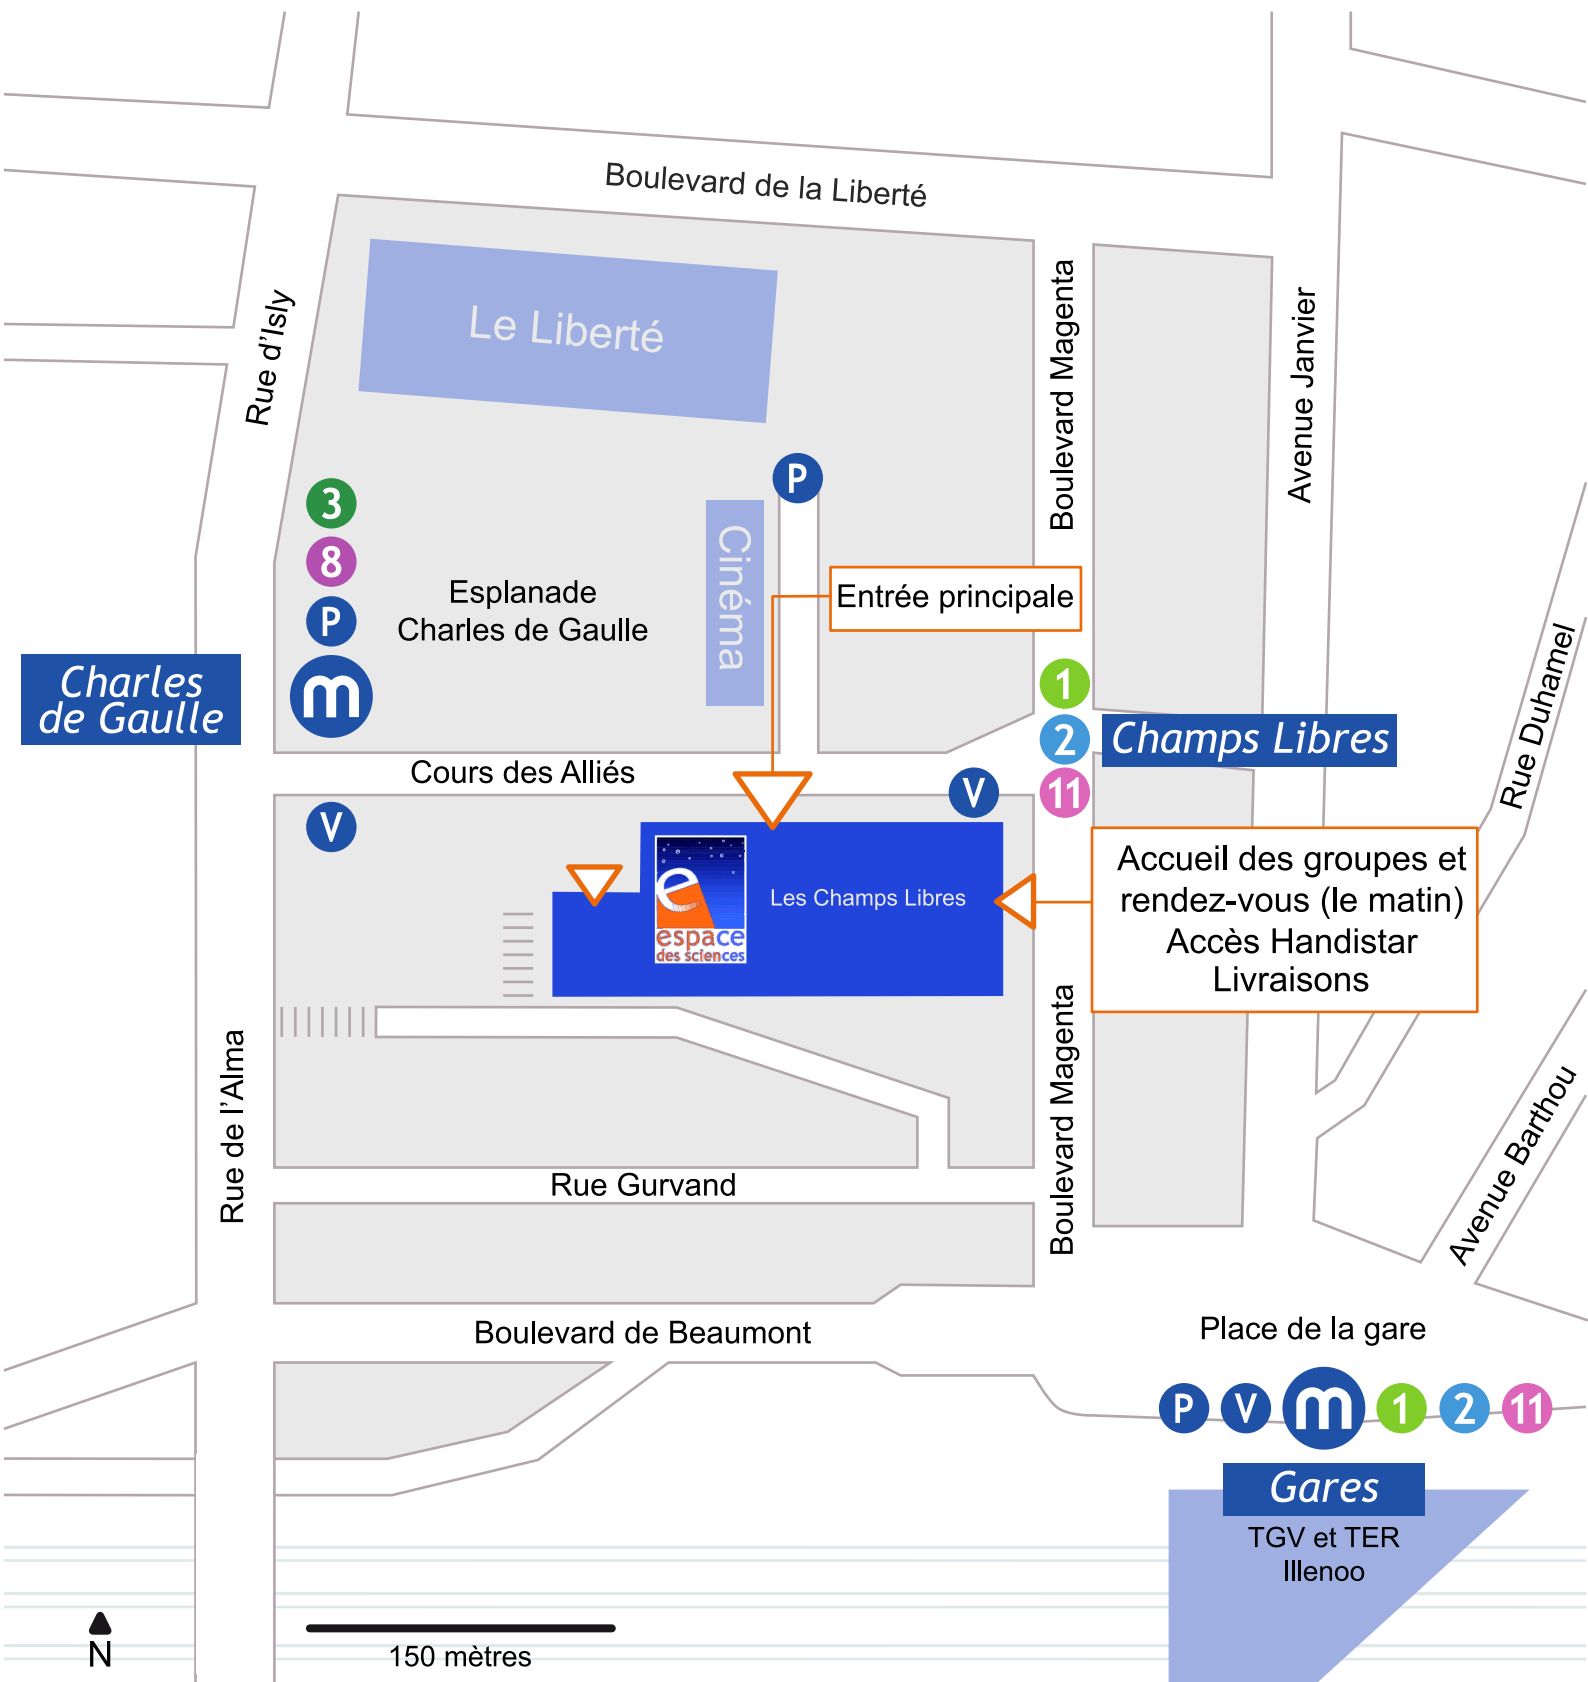 Boulevard de la Liberté
Le Liberté
Rue d'Isly
Boulevard Magenta
Avenue Janvier
P
3
8
P
m
Charles
de Gaulle
Esplanade
Charles de Gaulle
Cinéma
Entrée principale
1
2
11
Champs Libres
Rue Duhamel
Cours des Alliés
V
V
espace
des sciences
Les Champs Libres
Accueil des groupes et
rendez-vous (le matin)
Accès Handistar
Livraisons
Rue de l'Alma
Boulevard Magenta
Avenue Barthou
Rue Gurvand
Boulevard de Beaumont
Place de la gare
P
V
m
1
2
11
Gares
TGV et TER
Illenoo
N
150 mètres